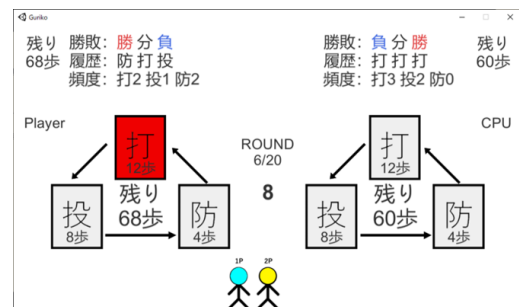 Guriko
残り 勝敗: 勝 分 負
68歩 履歴: 防 打 投
頻度: 打2 投1 防2
勝敗: 負 分 勝 残り
履歴: 打 打 打 60歩
頻度: 打3 投2 防0
Player
CPU
ROUND
6/20
8
打
12歩
残り
68歩
投
8歩
防
4歩
打
12歩
残り
60歩
投
8歩
防
4歩
1P 2P